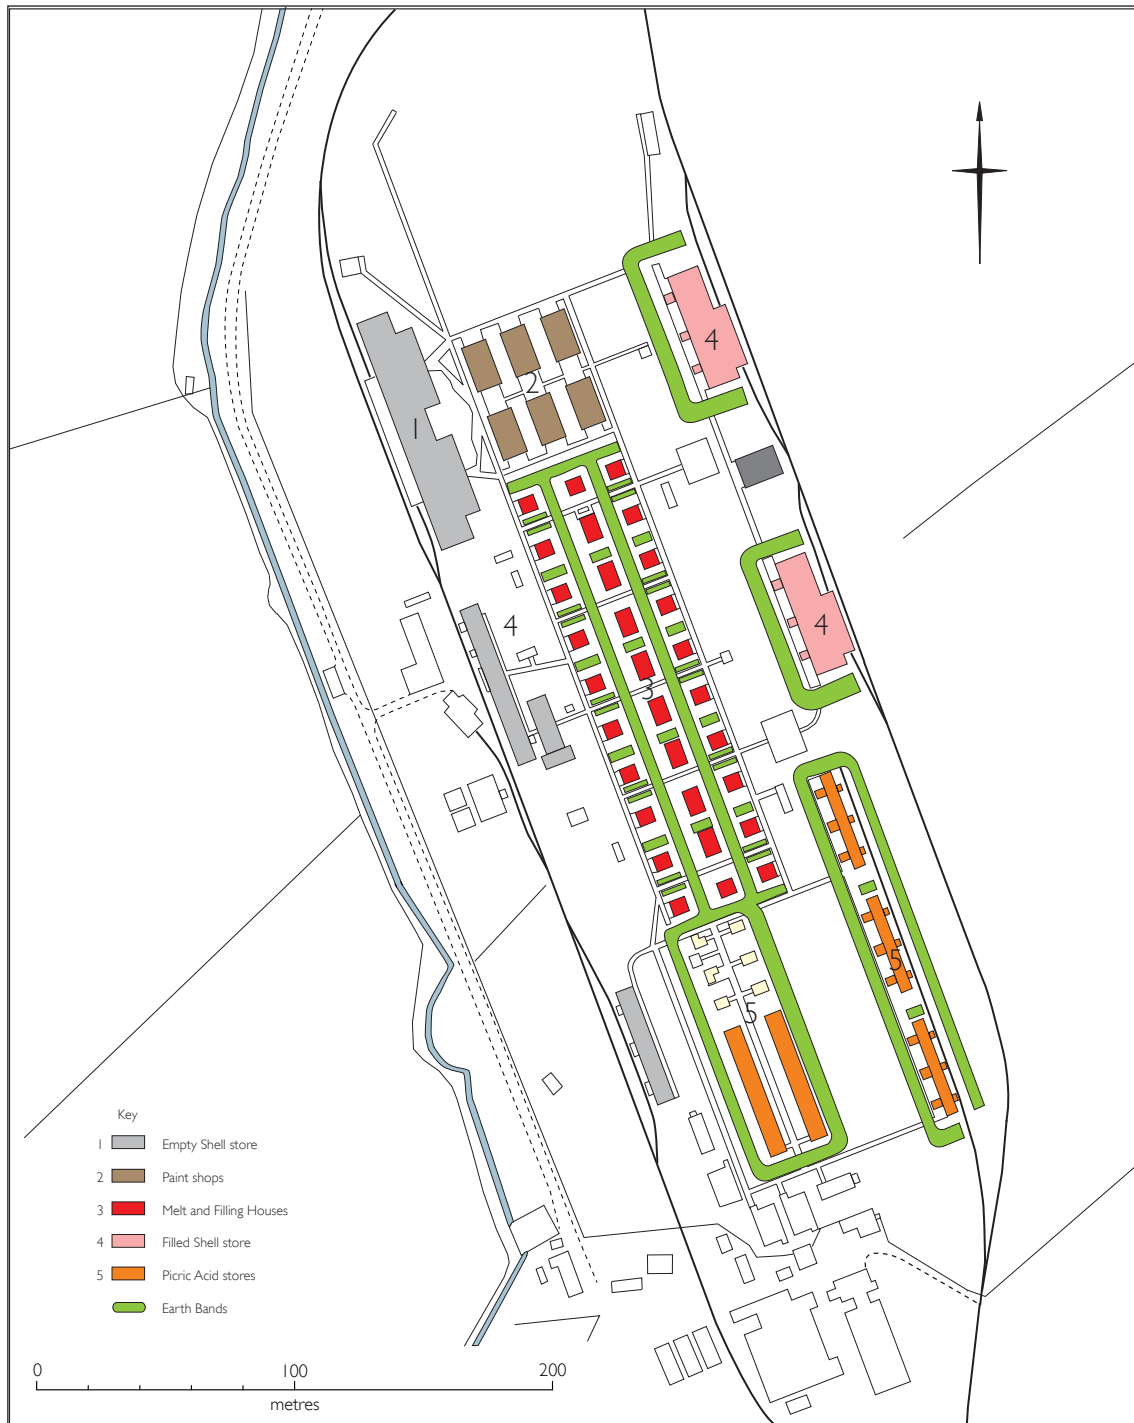 4
2
1
4
4
3
5
5
Key
1 Empty Shell store
2 Paint shops
3 Melt and Filling Houses
4 Filled Shell store
5 Picric Acid stores
Earth Bands
0 100 200
metres